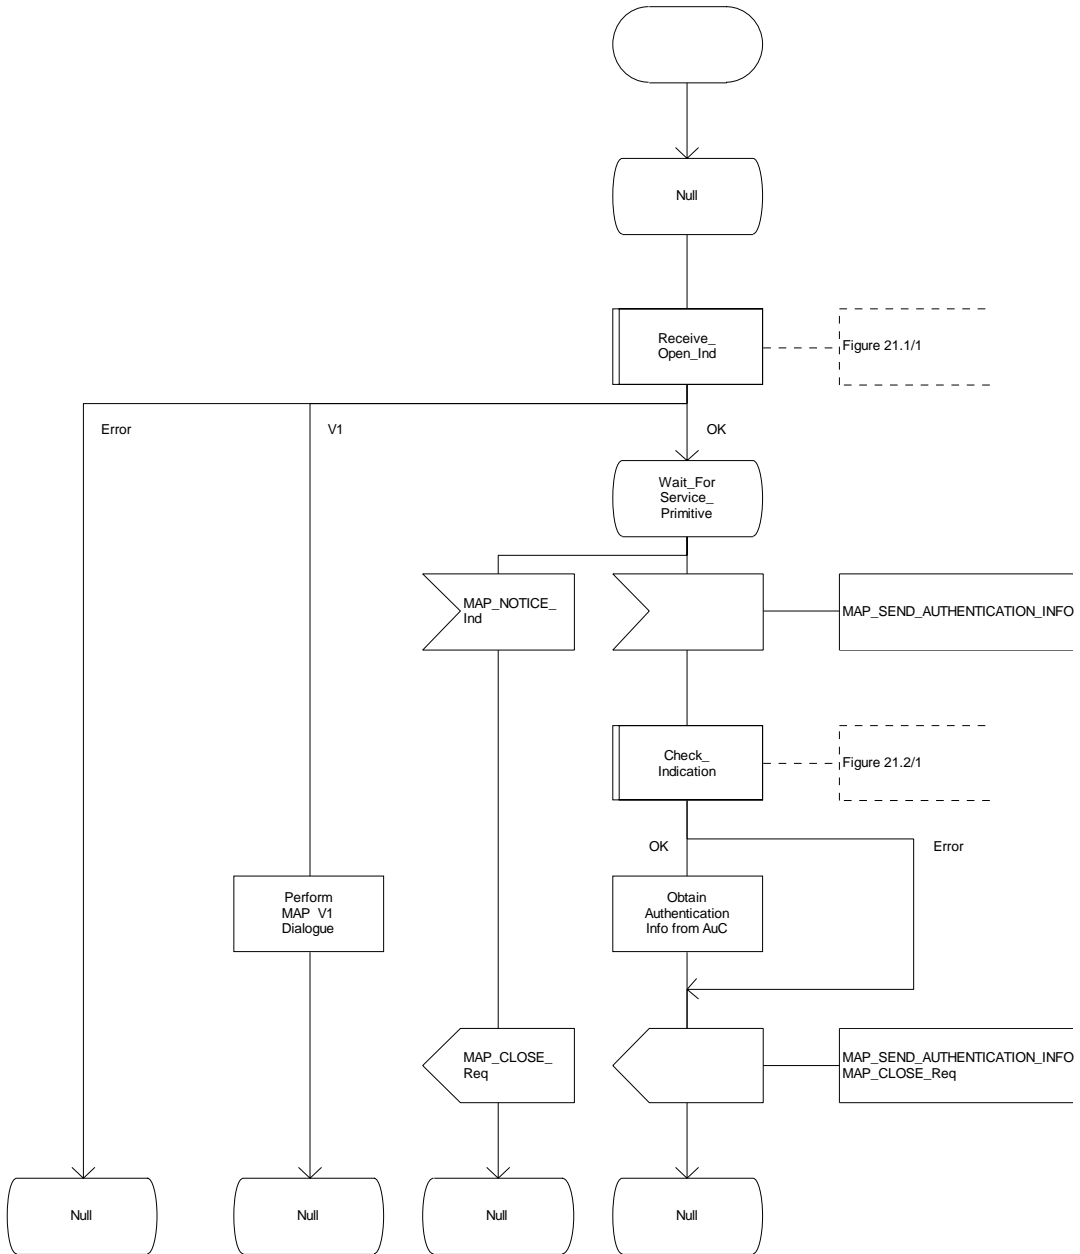 Null
Receive_
Open_Ind
Figure 21.1/1
Error
V1
OK
Wait_For
Service_
Primitive
MAP_NOTICE_
Ind
MAP_SEND_AUTHENTICATION_INFO
Check_
Indication
Figure 21.2/1
OK
Error
Perform
MAP V1
Dialogue
Obtain
Authentication
Info from AuC
MAP_CLOSE_
Req
MAP_SEND_AUTHENTICATION_INFO
MAP_CLOSE_Req
Null
Null
Null
Null